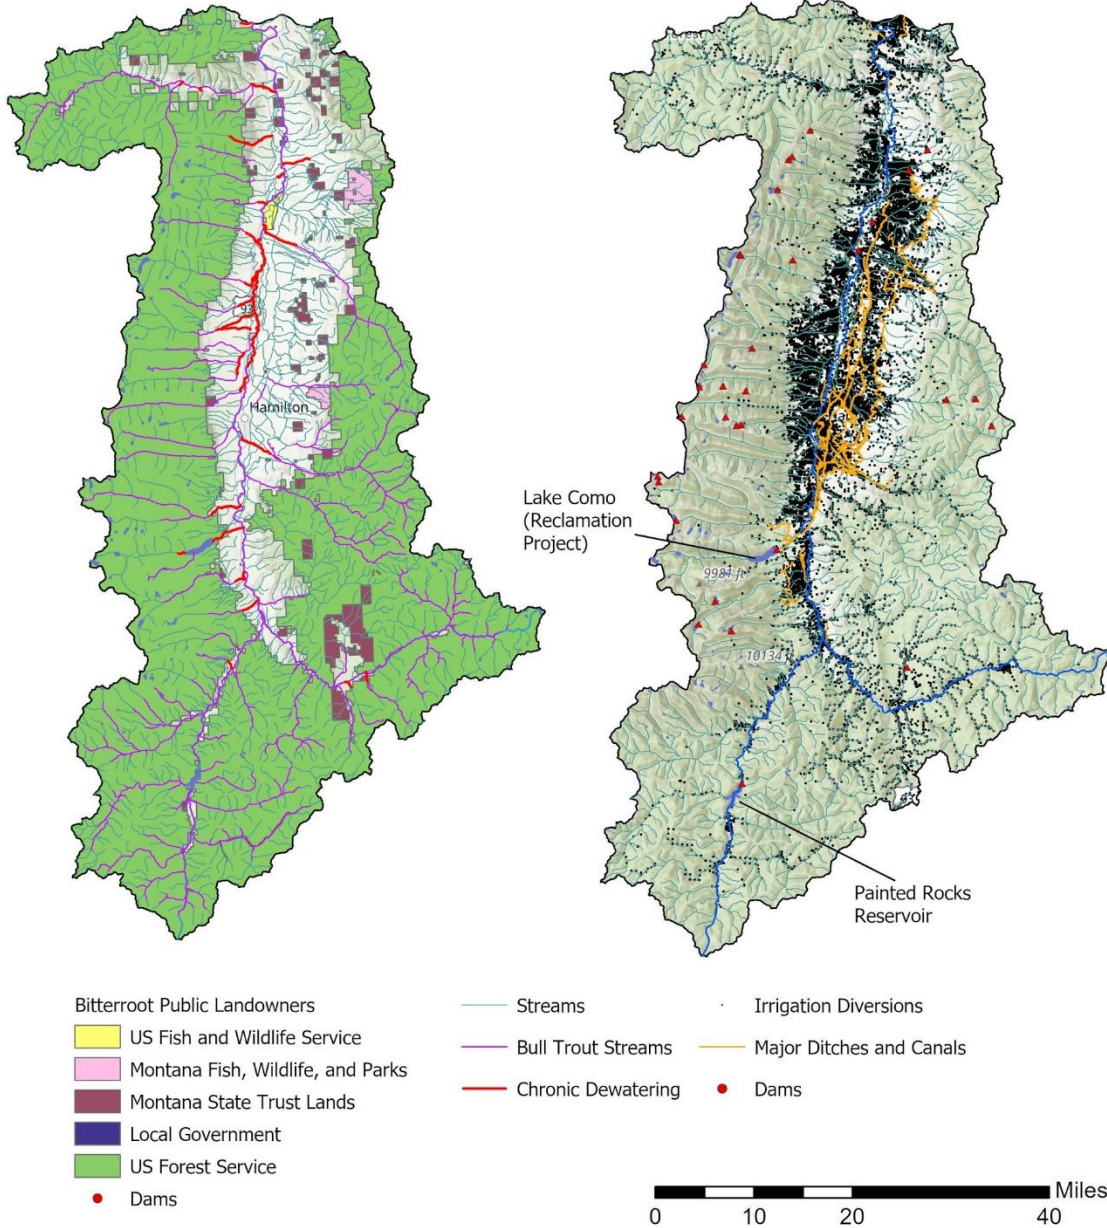 93
Hamilton
Lake Como
(Reclamation
Project)
9981 ft
10134
Painted Rocks
Reservoir
Bitterroot Public Landowners
US Fish and Wildlife Service
Montana Fish, Wildlife, and Parks
Montana State Trust Lands
Local Government
US Forest Service
Dams
Streams
Bull Trout Streams
Chronic Dewatering
Irrigation Diversions
Major Ditches and Canals
Dams
Miles
0 10 20 40